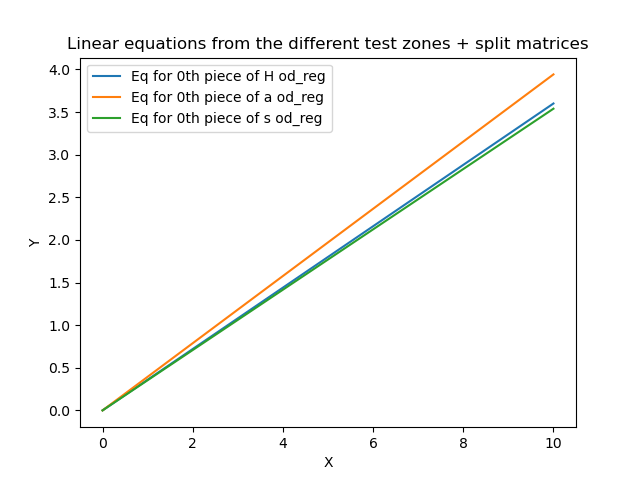 Linear equations from the different test zones + split matrices
Eq for 0th piece of H od_reg
Eq for 0th piece of a od_reg
Eq for 0th piece of s od_reg
4.0
3.5
3.0
2.5
2.0
1.5
1.0
0.5
0.0
Y
0 2 4 6 8 10
X